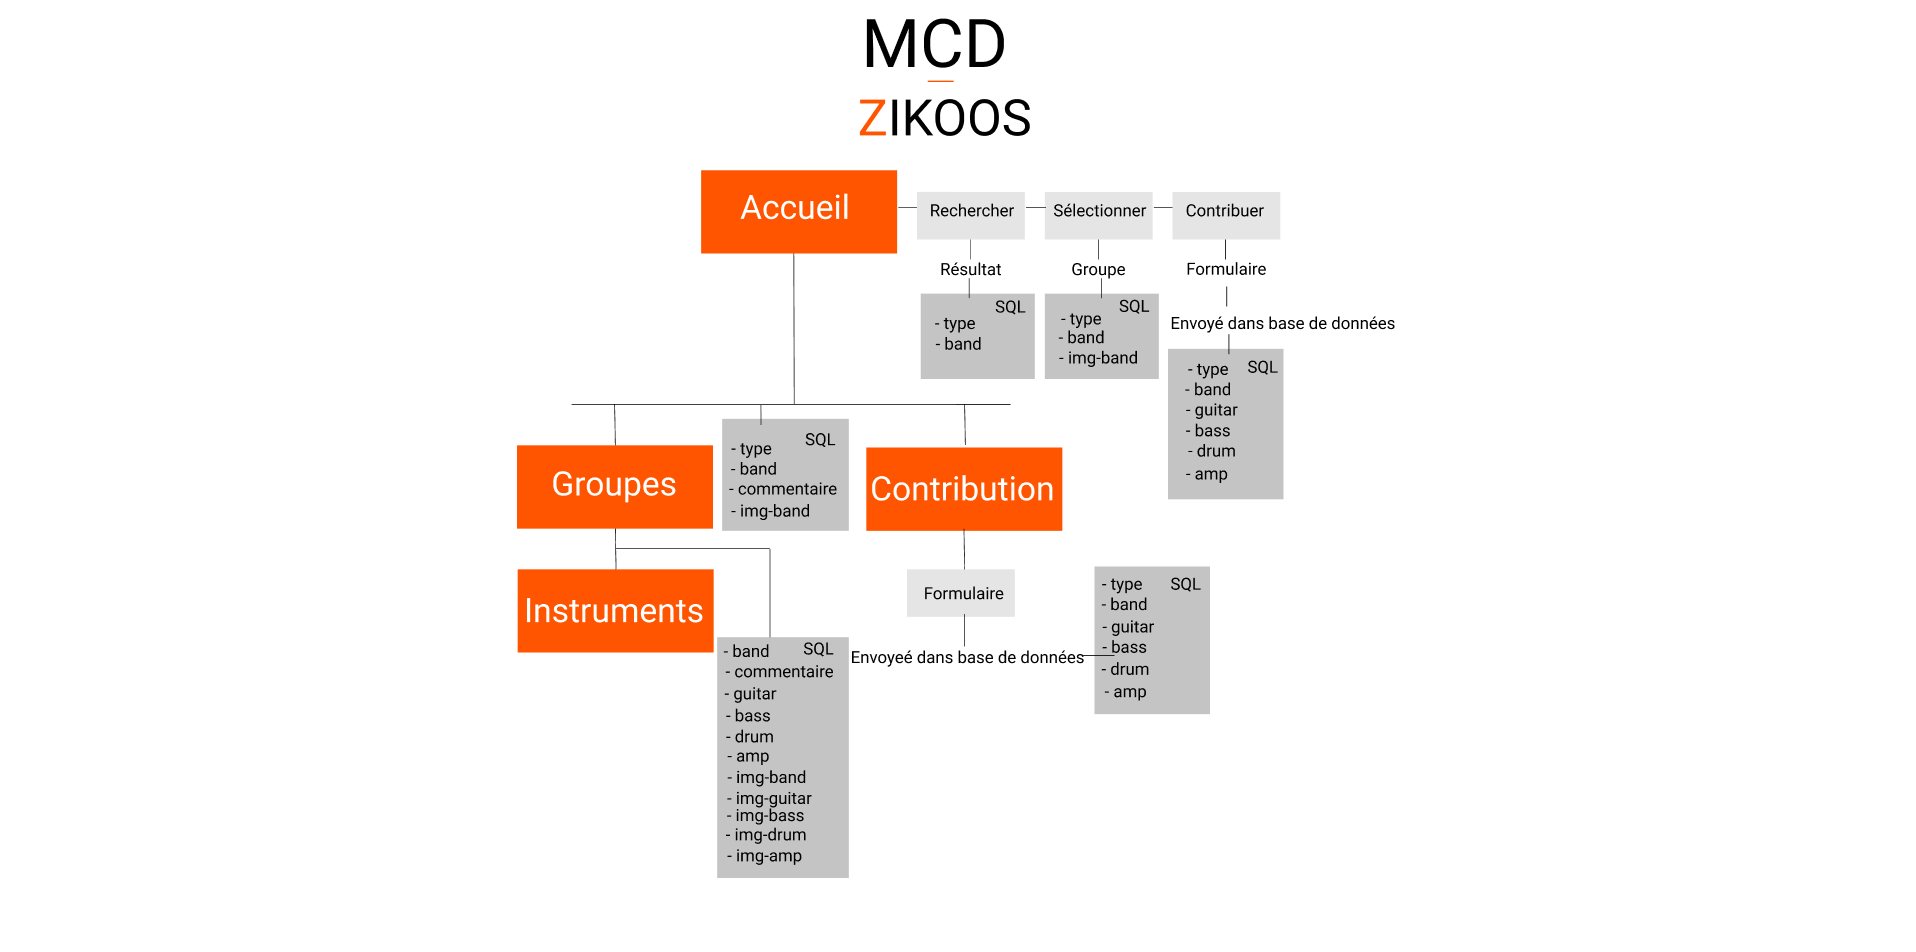 MCD
ZIKOOS
Accueil
Rechercher
Sélectionner
Contribuer
Résultat
Groupe
Formulaire
SQL
- type
- band
SQL
- type
- band
- img-band
Envoyé dans base de données
SQL
- type
- band
- guitar
- bass
- drum
- amp
Groupes
SQL
- type
- band
- commentaire
- img-band
Contribution
Instruments
Formulaire
Envoyeé dans base de données
- type SQL
- band
- guitar
- bass
- drum
- amp
- band SQL
- commentaire
- guitar
- bass
- drum
- amp
- img-band
- img-guitar
- img-bass
- img-drum
- img-amp